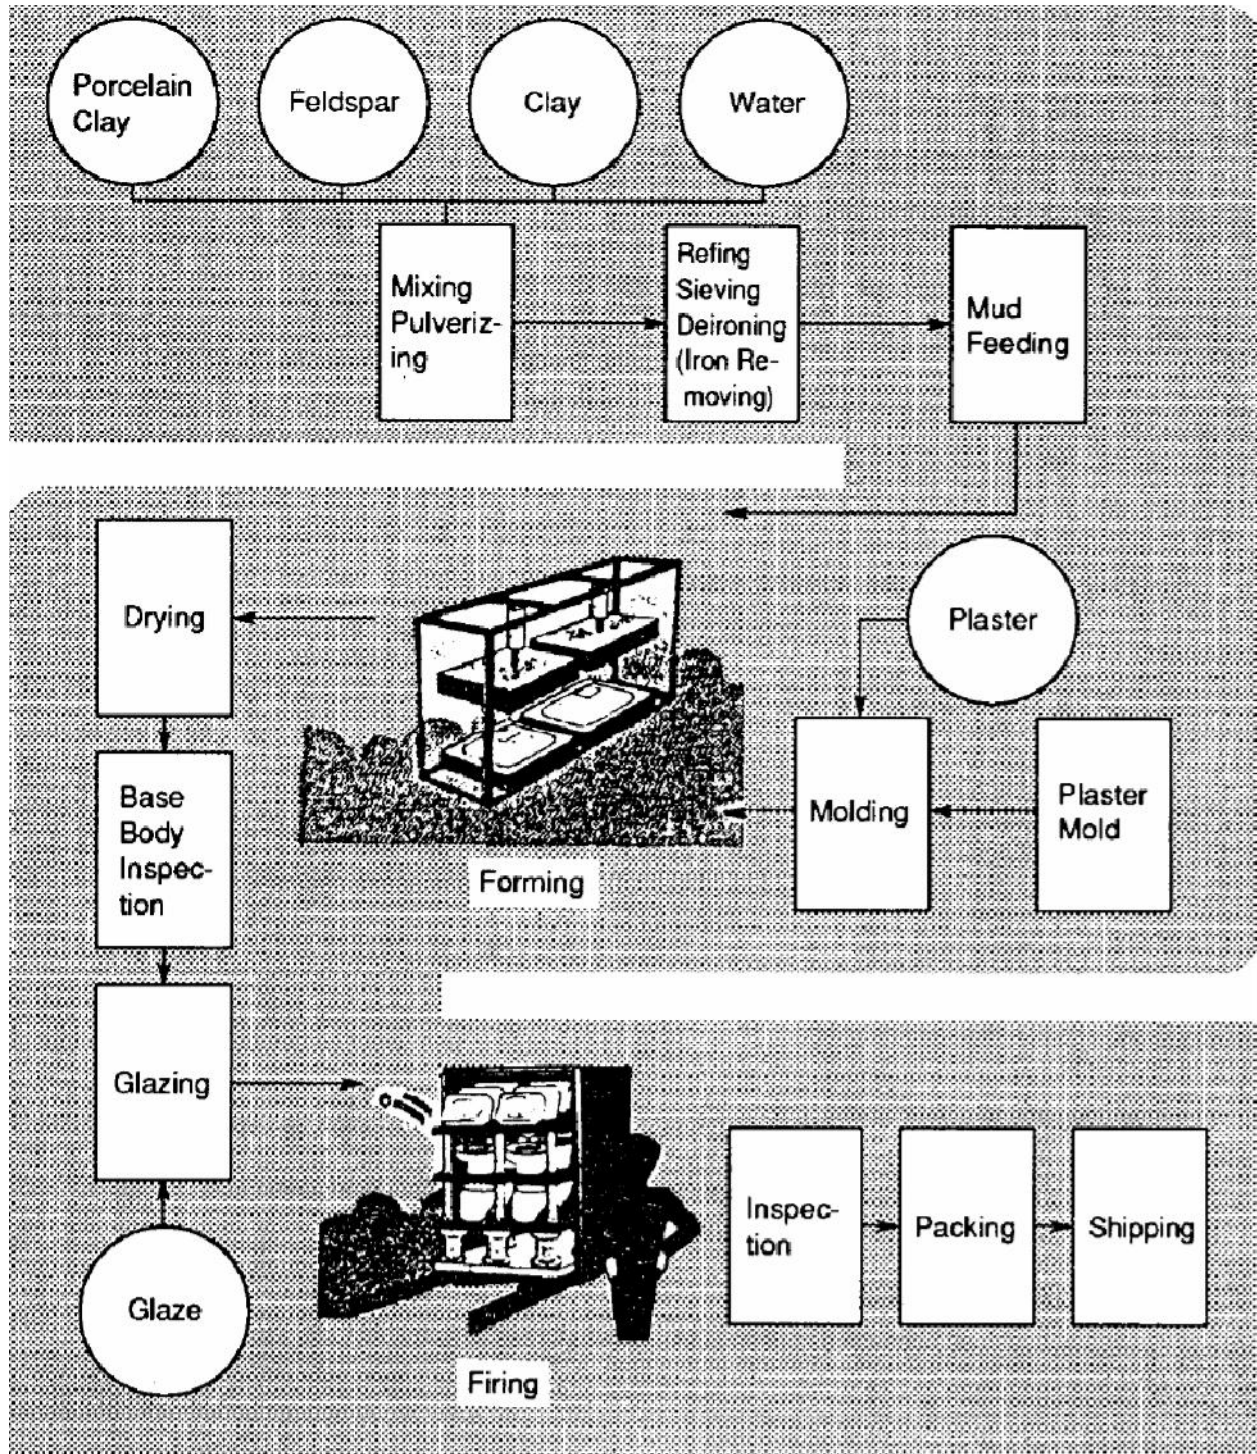 Porcelain
Clay
Feldspar
Clay
Water
Mixing
Pulveriz-
ing
Refing
Sieving
Deironing
(Iron Re-
moving)
Mud
Feeding
Drying
Plaster
Base
Body
Inspec-
tion
Molding
Plaster
Mold
Forming
Glazing
Inspec-
tion
Packing
Shipping
Glaze
Firing